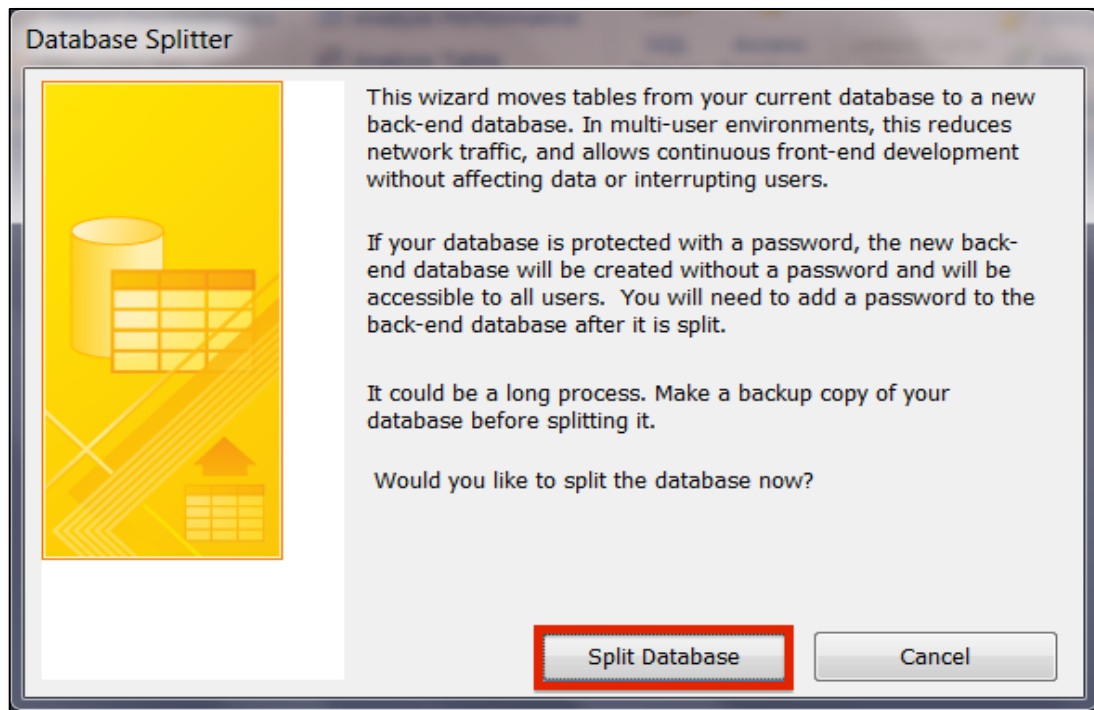 Database Splitter
This wizard moves tables from your current database to a new
back-end database. In multi-user environments, this reduces
network traffic, and allows continuous front-end development
without affecting data or interrupting users.
If your database is protected with a password, the new back-
end database will be created without a password and will be
accessible to all users.  You will need to add a password to the
back-end database after it is split.
It could be a long process. Make a backup copy of your
database before splitting it.
Would you like to split the database now?
Split Database
Cancel